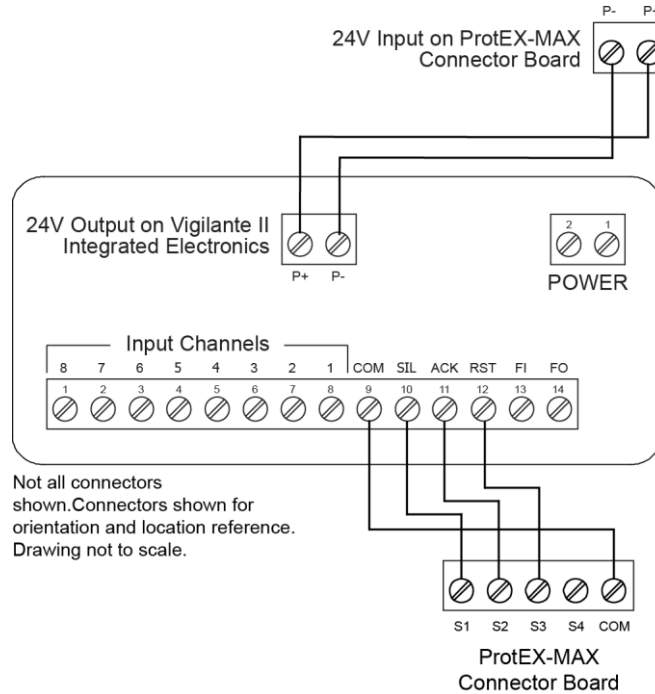 P- P+
24V Input on ProtEX-MAX
Connector Board
24V Output on Vigilante II
Integrated Electronics
P+ P-
2 1
POWER
Input Channels
8 7 6 5 4 3 2 1 COM SIL ACK RST FI FO
1 2 3 4 5 6 7 8 9 10 11 12 13 14
Not all connectors
shown.Connectors shown for
orientation and location reference.
Drawing not to scale.
S1 S2 S3 S4 COM
ProtEX-MAX
Connector Board